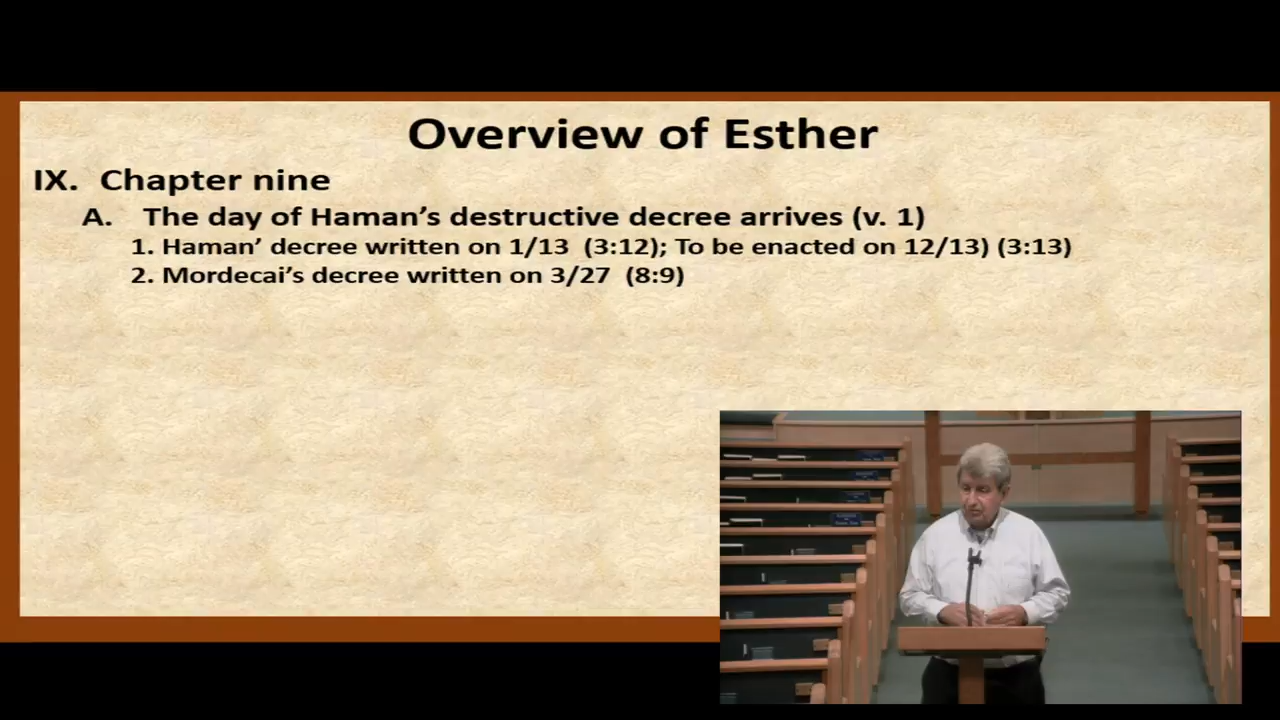 Overview of Esther
IX. Chapter nine
A. The day of Haman's destructive decree arrives (v. 1)
1. Haman' decree written on 1/13 (3:12); To be enacted on 12/13) (3:13)
2. Mordecai's decree written on 3/27 (8:9)